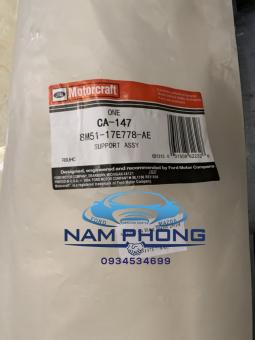 Motorcraft
ONE
CA-147
8M51-17E778-AE
SUPPORT ASSY
Designed, engineered and recommended by Ford Motor Company
NAM PHONG
0934534699